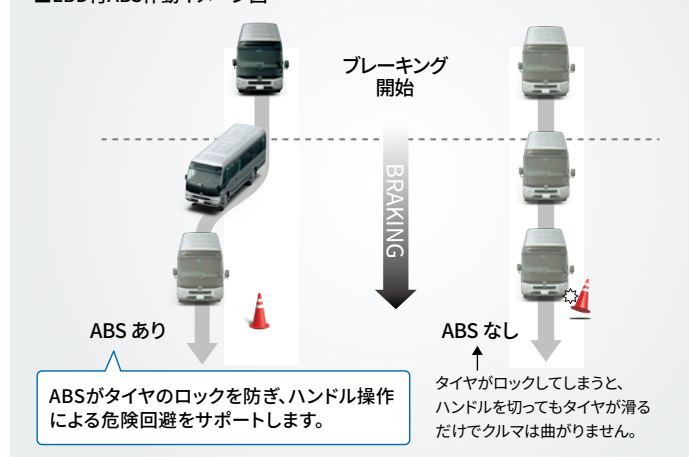 ブレーキング
開始
BRAKING
ABS あり
ABS なし
ABSがタイヤのロックを防ぎ、ハンドル操作
による危険回避をサポートします。
タイヤがロックしてしまうと、
ハンドルを切ってもタイヤが滑る
だけでクルマは曲がりません。